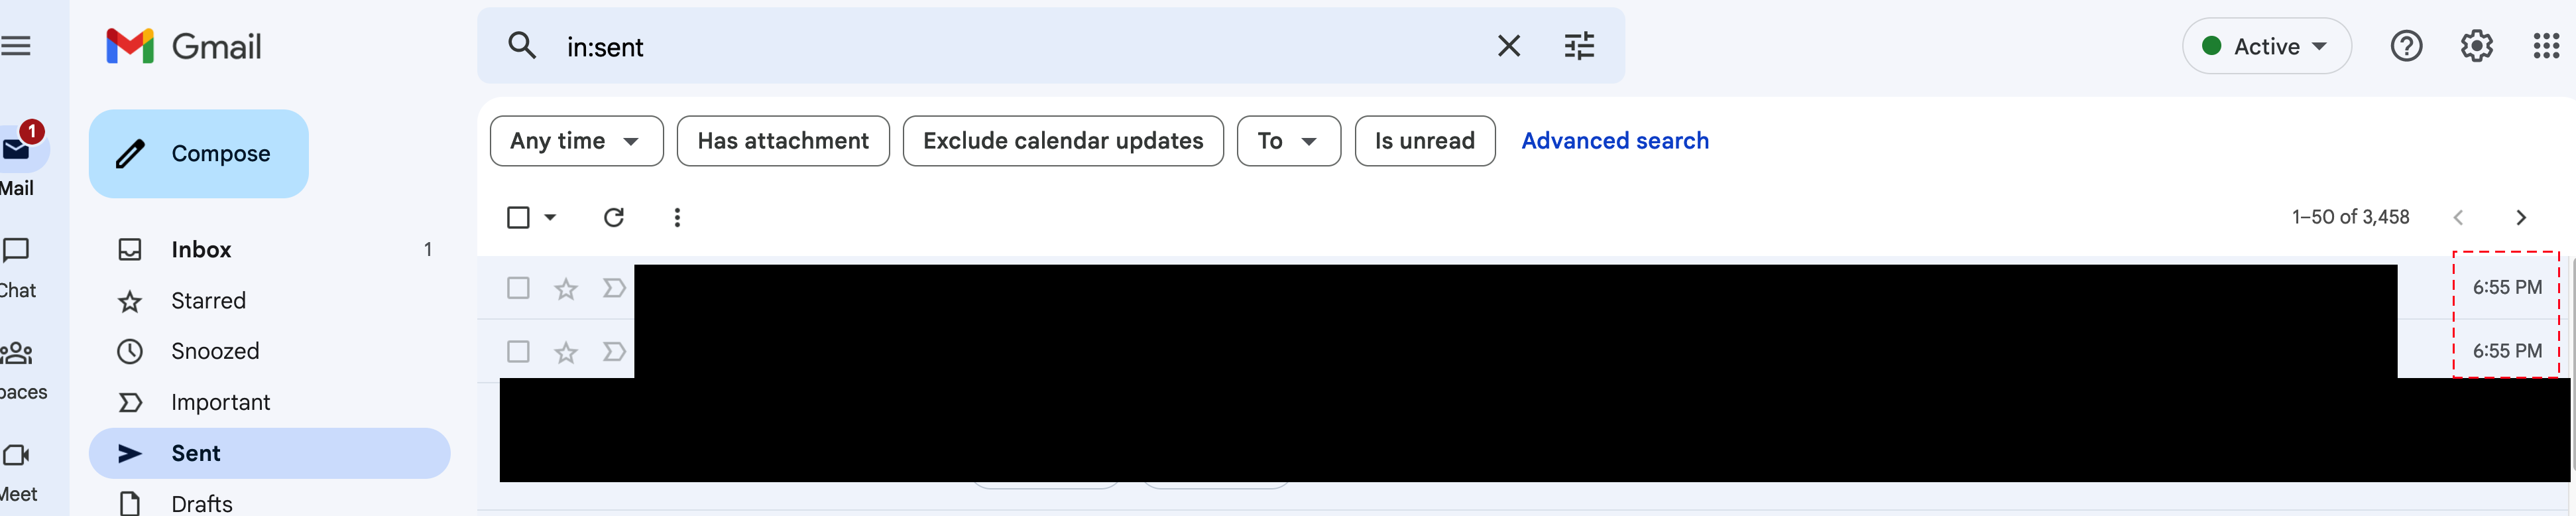 Gmail
in:sent
Active
Any time
Has attachment
Exclude calendar updates
To
Is unread
Advanced search
1
Mail
Compose
1–50 of 3,458
Inbox 1
Chat
Starred
6:55 PM
Snoozed
6:55 PM
paces
Important
Sent
Meet
Drafts